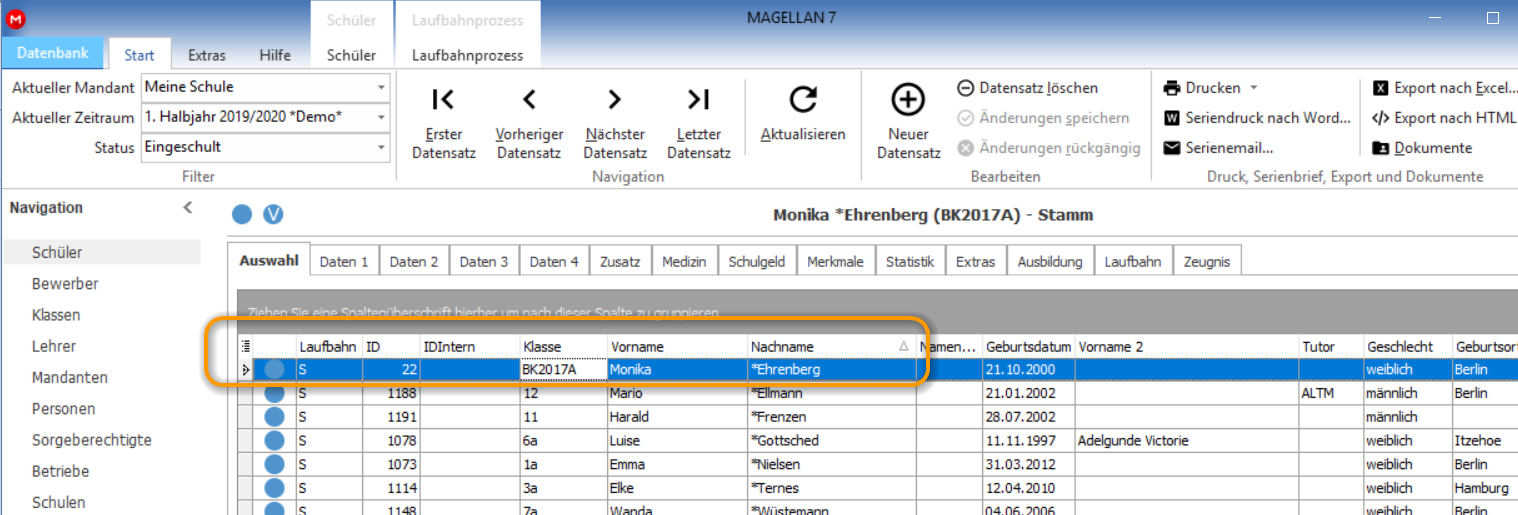 M
Schüler Laufbahnprozess MAGELLAN 7
Datenbank Start Extras Hilfe Schüler Laufbahnprozess
Aktueller Mandant Meine Schule
Aktueller Zeitraum 1. Halbjahr 2019/2020 *Demo*
Status Eingeschult
Filter
Erster Datensatz
Vorheriger Datensatz
Nächster Datensatz
Letzter Datensatz
Aktualisieren
Navigation
Neuer Datensatz
Datensatz löschen
Änderungen speichern
Änderungen rückgängig
Bearbeiten
Drucken
W Seriendruck nach Word...
Serienemail...
X Export nach Excel...
</> Export nach HTML
Dokumente
Druck, Serienbrief, Export und Dokumente
Navigation
Schüler
Bewerber
Klassen
Lehrer
Mandanten
Personen
Sorgeberechtigte
Betriebe
Schulen
V Monika *Ehrenberg (BK2017A) - Stamm
Auswahl Daten 1 Daten 2 Daten 3 Daten 4 Zusatz Medizin Schulgeld Merkmale Statistik Extras Ausbildung Laufbahn Zeugnis
Ziehen Sie eine Spaltenüberschrift hierher um nach dieser Spalte zu gruppieren
Laufbahn ID IDIntern Klasse Vorname Nachname Namen... Geburtsdatum Vorname 2 Tutor Geschlecht Geburtsort
S 22 BK2017A Monika *Ehrenberg 21.10.2000 weiblich Berlin
S 1188 12 Mario *Ellmann 21.01.2002 ALTM männlich Berlin
S 1191 11 Harald *Frenzen 28.07.2002 männlich
S 1078 6a Luise *Gottsched 11.11.1997 Adelgunde Victorie weiblich Itzehoe
S 1073 1a Emma *Nielsen 31.03.2012 weiblich Berlin
S 1114 3a Elke *Ternes 12.04.2010 weiblich Hamburg
S 1148 7a Wanda *Wüstemann 04.06.2006 weiblich Berlin